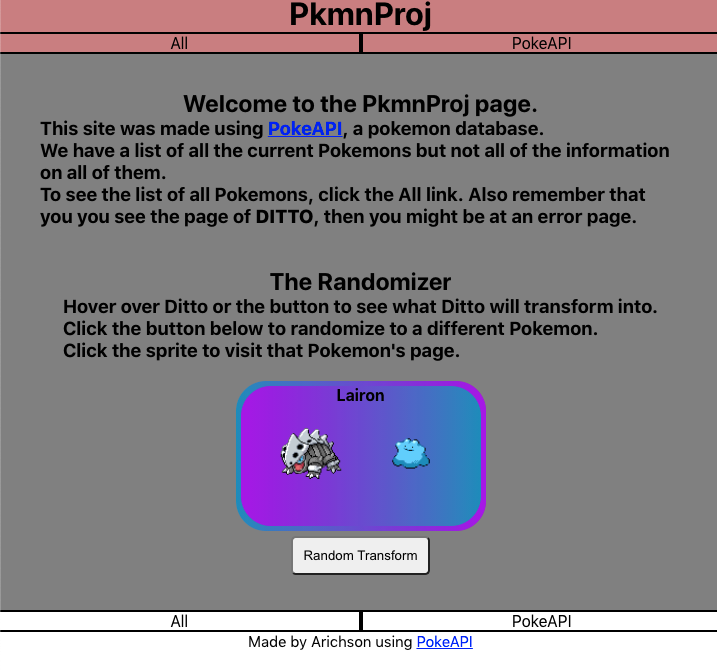 PkmnProj
All
PokeAPI
Welcome to the PkmnProj page.
This site was made using PokeAPI, a pokemon database.
We have a list of all the current Pokemons but not all of the information
on all of them.
To see the list of all Pokemons, click the All link. Also remember that
you you see the page of DITTO, then you might be at an error page.
The Randomizer
Hover over Ditto or the button to see what Ditto will transform into.
Click the button below to randomize to a different Pokemon.
Click the sprite to visit that Pokemon's page.
Lairon
Random Transform
All
PokeAPI
Made by Arichson using PokeAPI